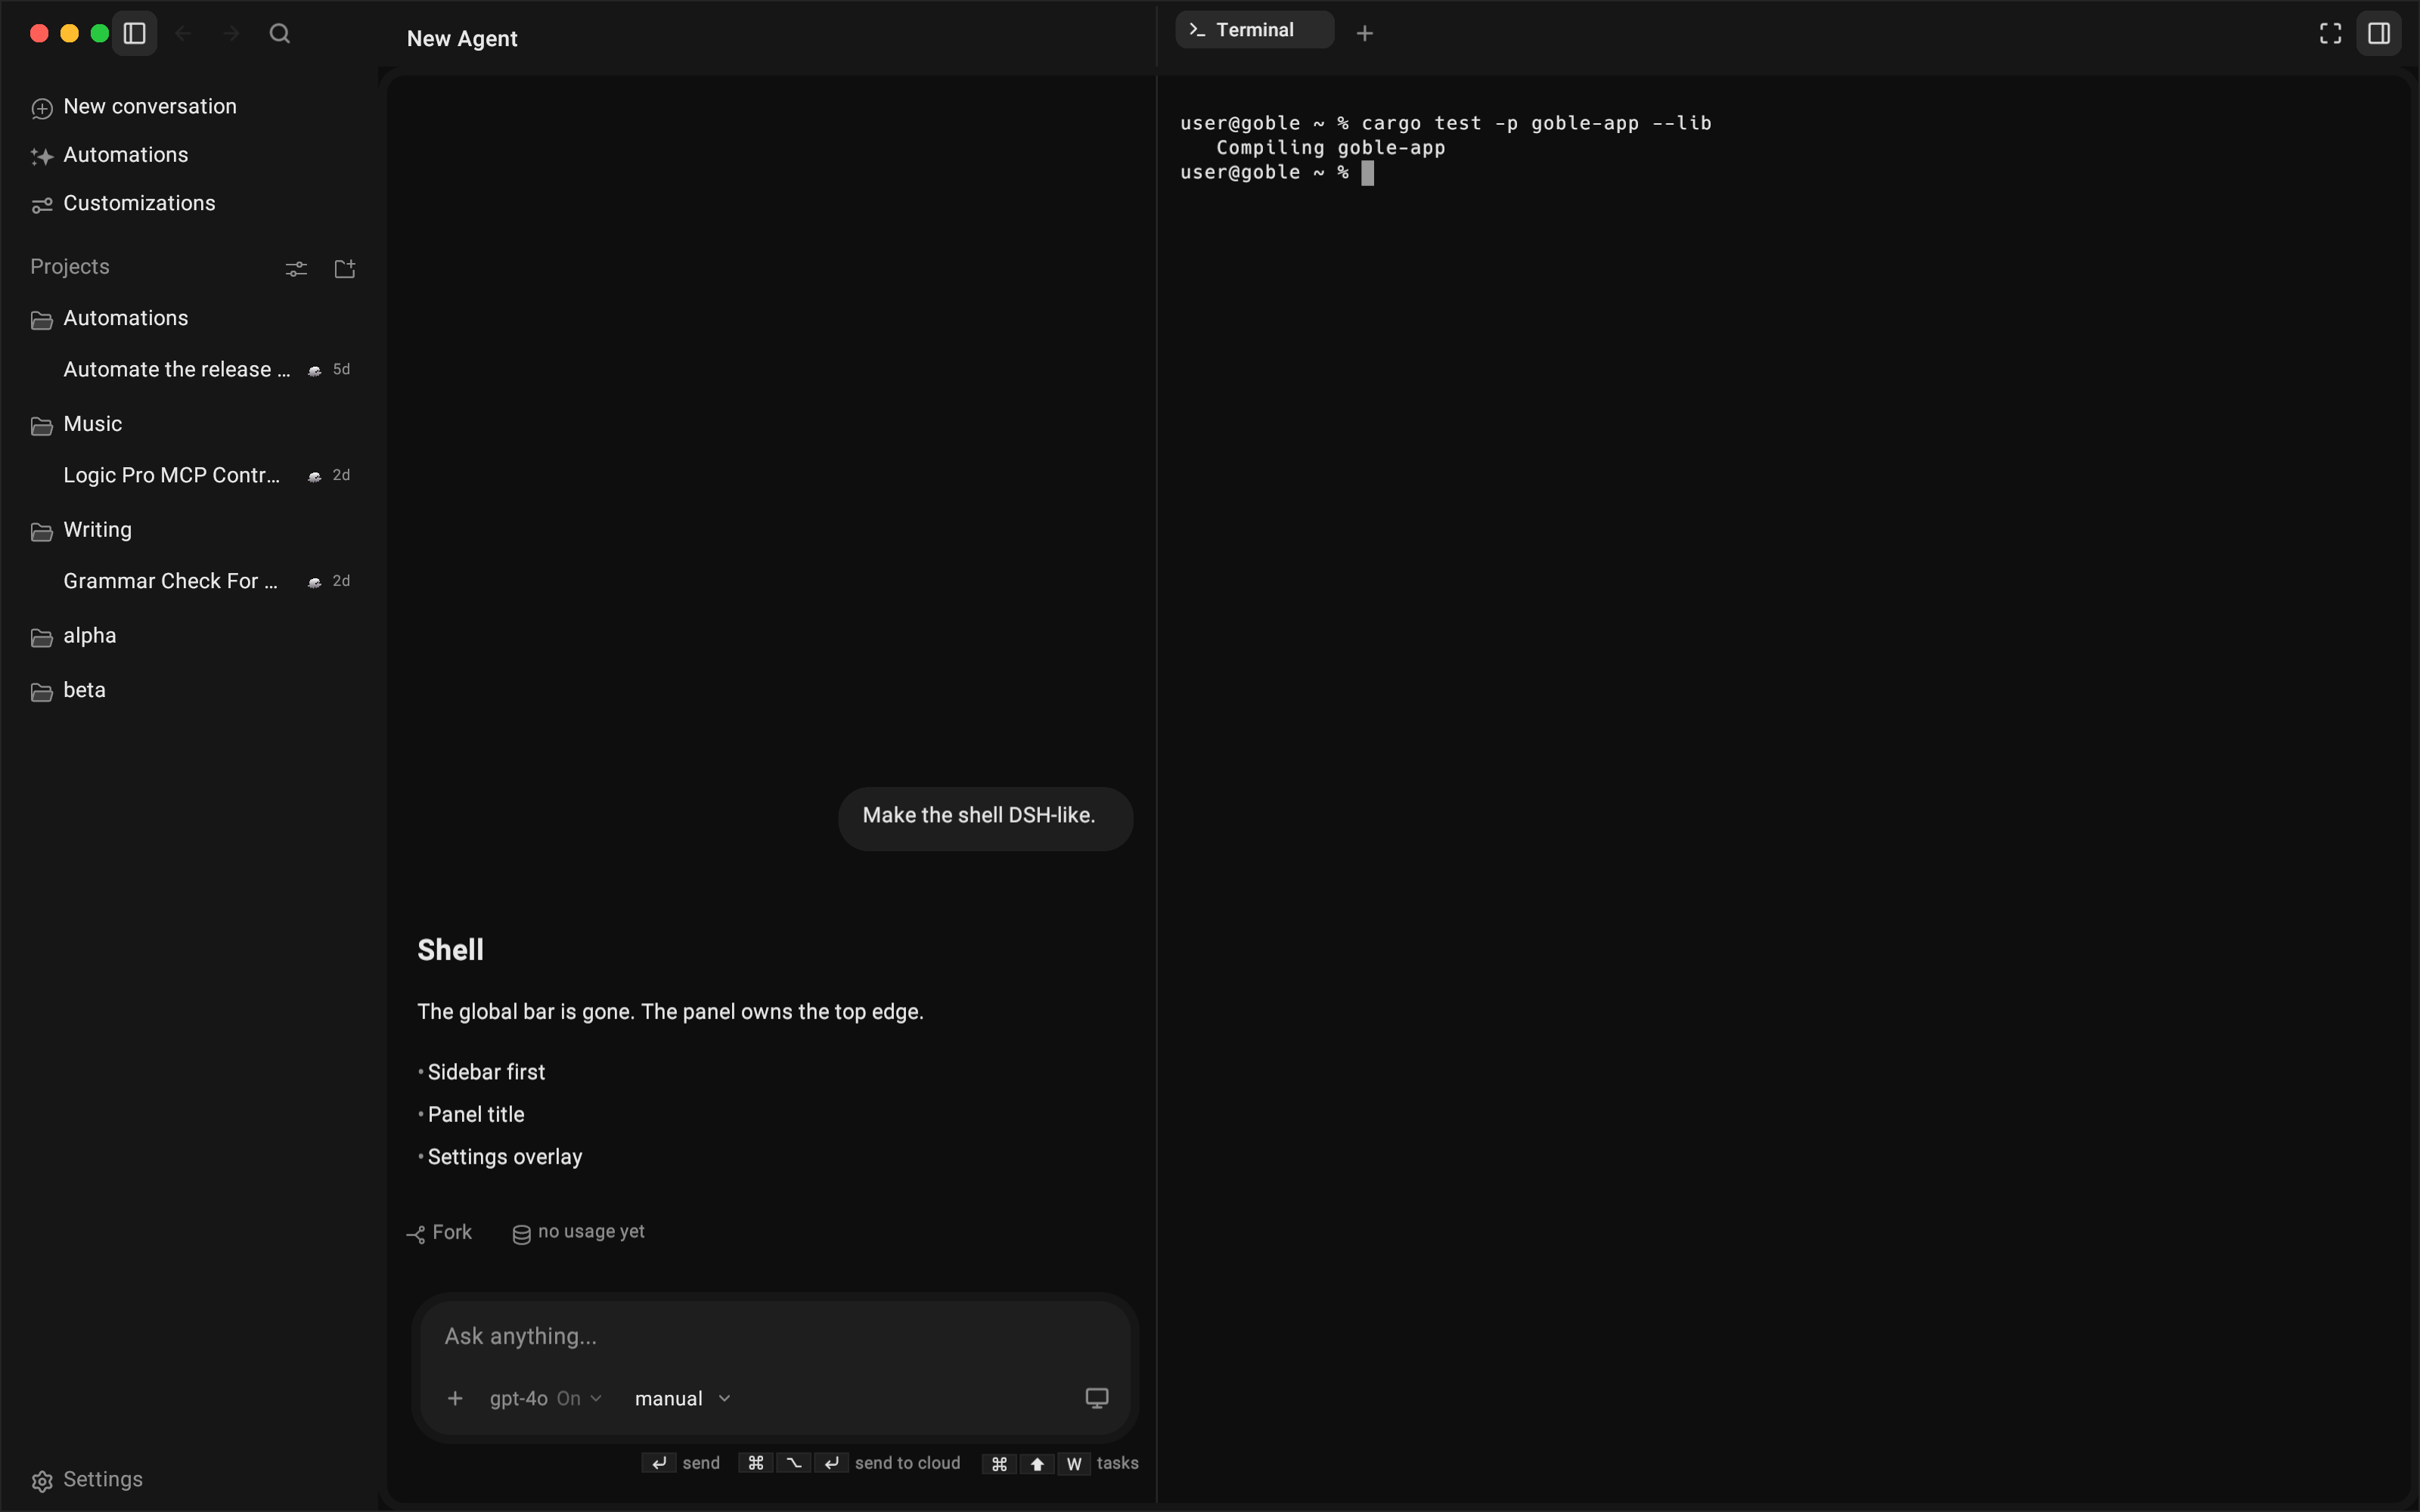 New Agent
Terminal
New conversation
Automations
Customizations
Projects
Automations
Automate the release ... 5d
Music
Logic Pro MCP Contr... 2d
Writing
Grammar Check For ... 2d
alpha
beta
Settings
Make the shell DSH-like.
Shell
The global bar is gone. The panel owns the top edge.
• Sidebar first
• Panel title
• Settings overlay
Fork no usage yet
Ask anything...
gpt-4o On manual
send ⌘ ⌥ send to cloud ⌘ W tasks
user@goble ~ % cargo test -p goble-app --lib
Compiling goble-app
user@goble ~ %